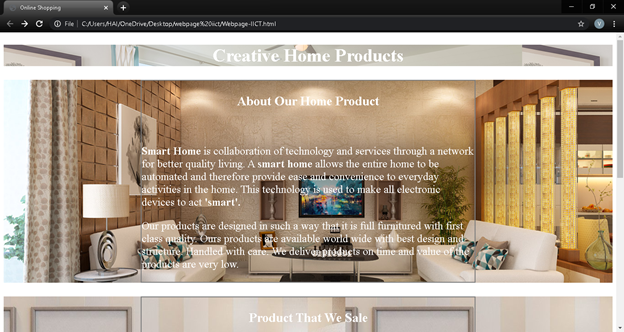 Online Shopping
File | C:/Users/HAI/OneDrive/Desktop/webpage%20iict/Webpage-IICT.html
V
Creative Home Products
About Our Home Product
Smart Home is collaboration of technology and services through a network
for better quality living. A smart home allows the entire home to be
automated and therefore provide ease and convenience to everyday
activities in the home. This technology is used to make all electronic
devices to act 'smart'.
Our products are designed in such a way that it is full furnitured with first
class quality. Ours products are available world wide with best design and
structure. Handled with care. We deliver products on time and value of the
products are very low.
Product That We Sale